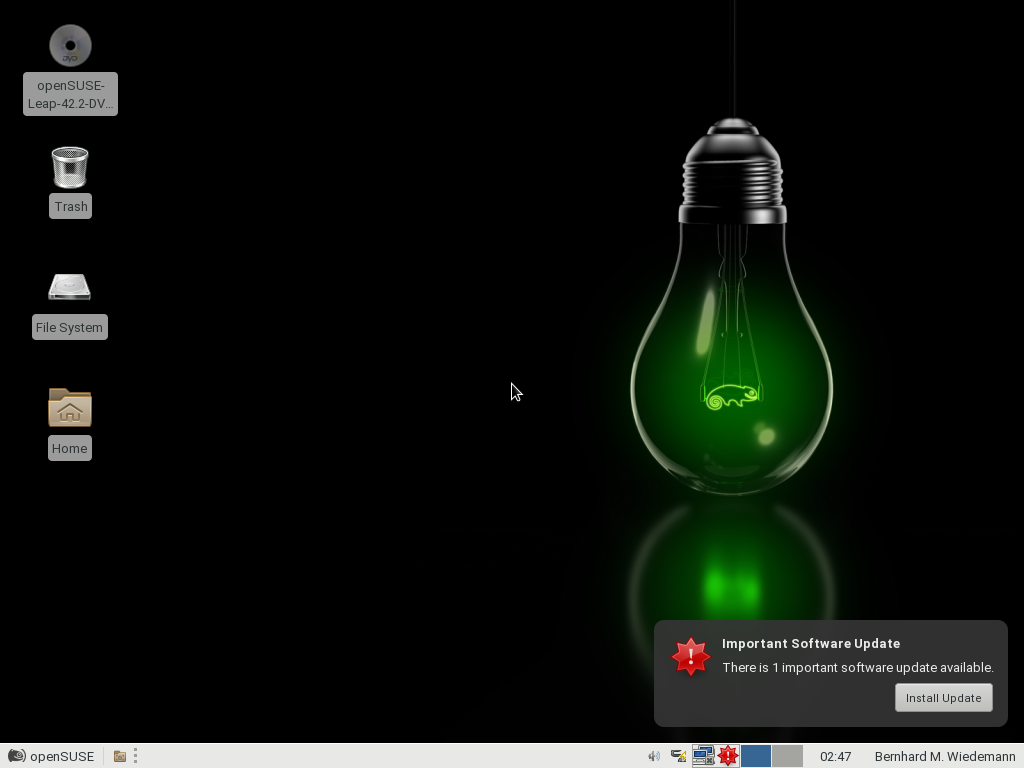 openSUSE-
Leap-42.2-DV...
Trash
File System
Home
Important Software Update
There is 1 important software update available.
Install Update
openSUSE
02:47
Bernhard M. Wiedemann